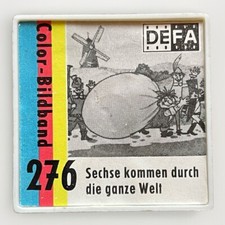 Color-Bildband
DEFA
276
Sechse kommen durch
die ganze Welt